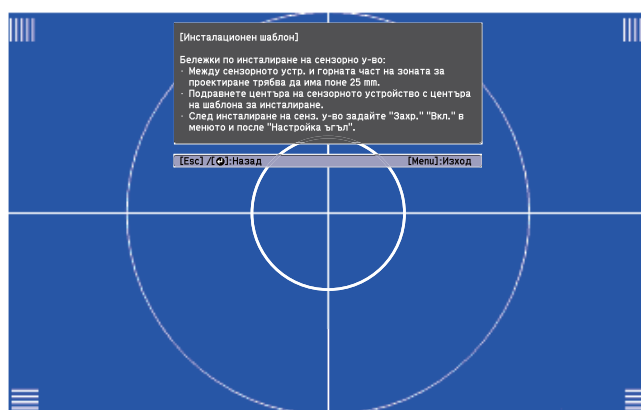 [Инсталационен шаблон]
Бележки по инсталиране на сензорно у-во:
· Между сензорното устр. и горната част на зоната за
проектиране трябва да има поне 25 mm.
· Подравнете центъра на сензорното устройство с центъра
на шаблона за инсталиране.
· След инсталиране на сенз. у-во задайте "Захр." "Вкл." в
менюто и после "Настройка ъгъл".
[Esc] /[⏎]:Назад [Menu]:Изход